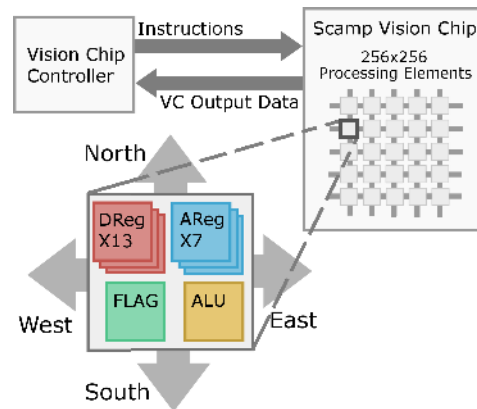 Vision Chip
Controller
Instructions
VC Output Data
Scamp Vision Chip
256x256
Processing Elements
North
DReg
X13
AReg
X7
FLAG
ALU
West
East
South